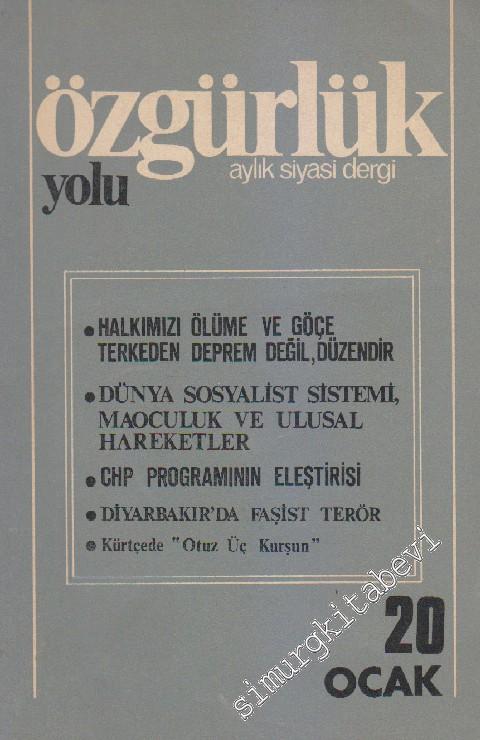 özgürlük
yolu
aylık siyasi dergi
• HALKIMIZI ÖLÜME VE GÖÇE
TERKEDEN DEPREM DEĞİL, DÜZENDİR
• DÜNYA SOSYALİST SİSTEMİ,
MAOCULUK VE ULUSAL
HAREKETLER
• CHP PROGRAMININ ELEŞTİRİSİ
• DİYARBAKIR'DA FAŞİST TERÖR
• Kürtçede "Otuz Üç Kurşun"
20
OCAK
simurgkitabevi